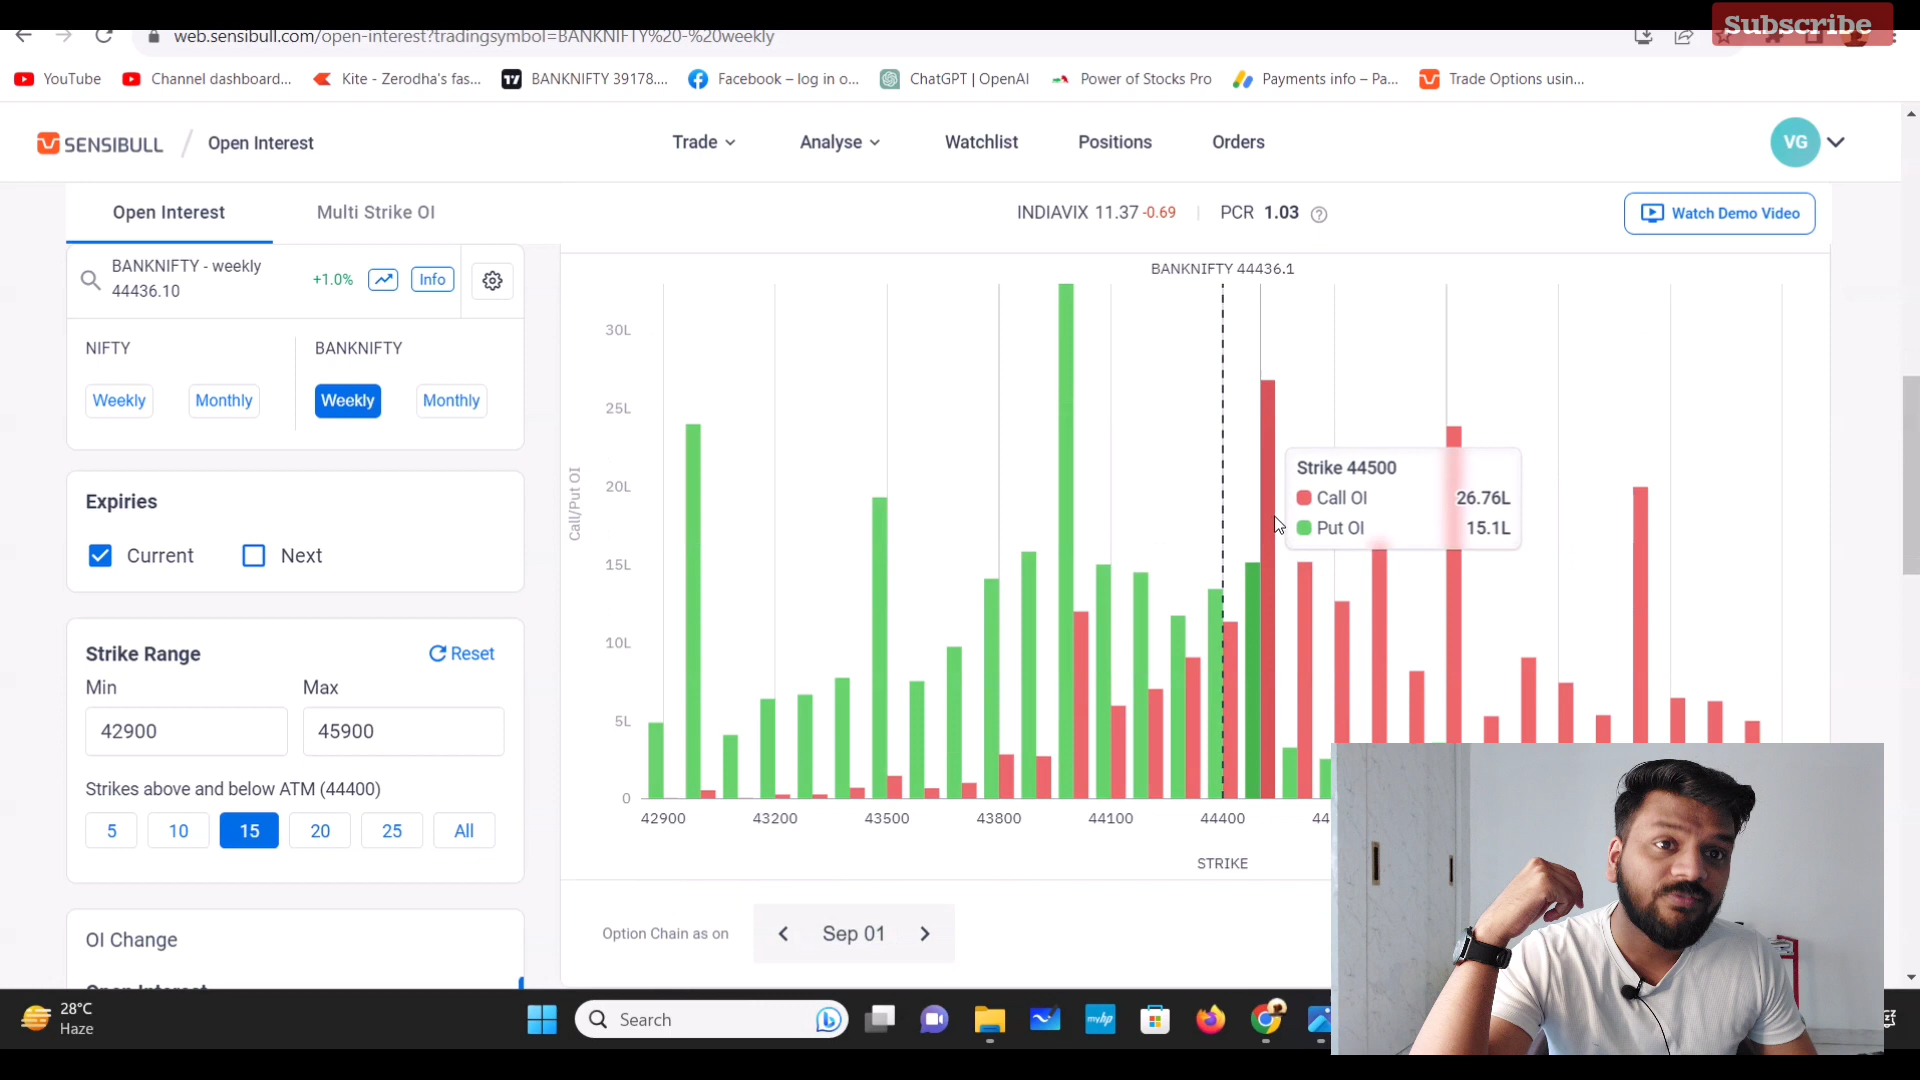 Subscribe
web.sensibull.com/open-interest?tradingsymbol=BANKNIFTY%20-%20weekly
YouTube
Channel dashboard...
Kite - Zerodha's fas...
BANKNIFTY 39178....
Facebook – log in o...
ChatGPT | OpenAI
Power of Stocks Pro
Payments info – Pa...
Trade Options usin...
SENSIBULL / Open Interest
Trade
Analyse
Watchlist
Positions
Orders
VG
Open Interest
Multi Strike OI
INDIAVIX 11.37 -0.69
PCR 1.03
Watch Demo Video
BANKNIFTY - weekly
44436.10
+1.0%
Info
NIFTY
BANKNIFTY
Weekly
Monthly
Weekly
Monthly
Expiries
Current
Next
Strike Range
Reset
Min
Max
42900
45900
Strikes above and below ATM (44400)
5
10
15
20
25
All
OI Change
Open Interest
BANKNIFTY 44436.1
Call/Put OI
30L
25L
20L
15L
10L
5L
0
Strike 44500
Call OI 26.76L
Put OI 15.1L
42900
43200
43500
43800
44100
44400
44
STRIKE
Option Chain as on
Sep 01
28°C
Haze
Search
myhp